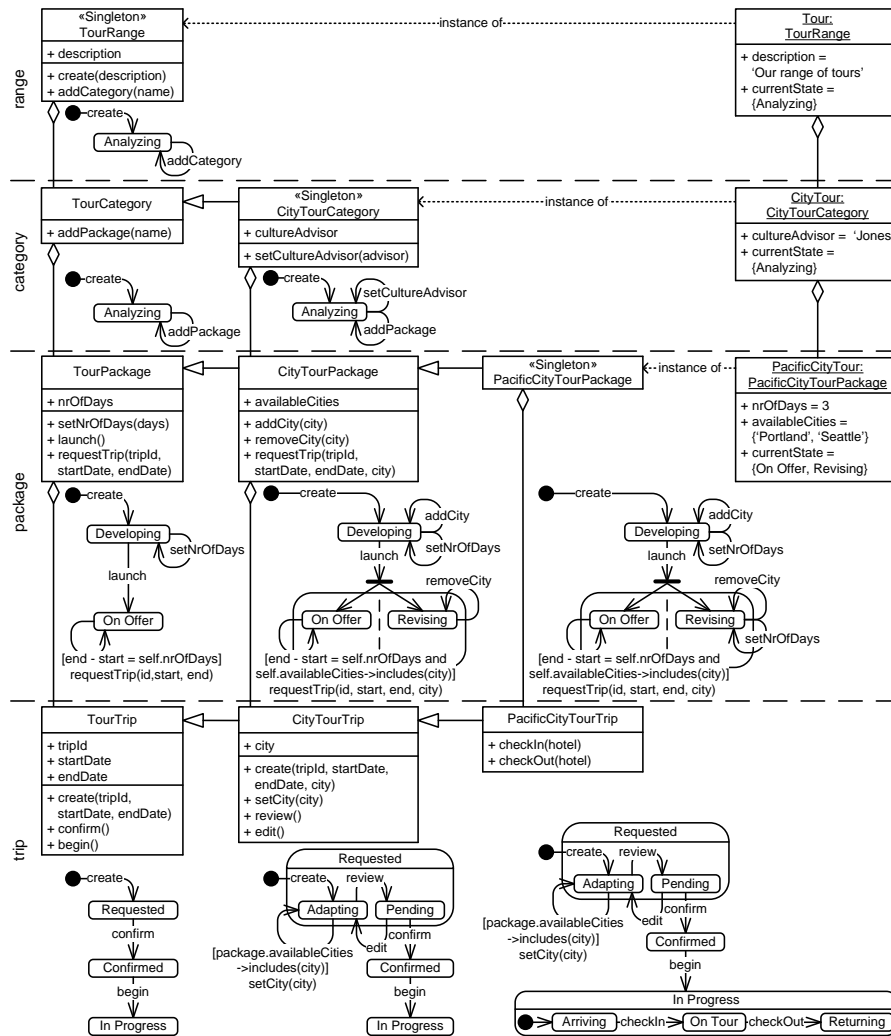 range
«Singleton»
TourRange
+ description
+ create(description)
+ addCategory(name)
instance of
Tour:
TourRange
+ description =
'Our range of tours'
+ currentState =
{Analyzing}
create
Analyzing
addCategory
category
TourCategory
+ addPackage(name)
«Singleton»
CityTourCategory
+ cultureAdvisor
+ setCultureAdvisor(advisor)
instance of
CityTour:
CityTourCategory
+ cultureAdvisor = 'Jones
+ currentState =
{Analyzing}
create
Analyzing
addPackage
create
setCultureAdvisor
Analyzing
addPackage
package
TourPackage
+ nrOfDays
+ setNrOfDays(days)
+ launch()
+ requestTrip(tripId,
startDate, endDate)
CityTourPackage
+ availableCities
+ addCity(city)
+ removeCity(city)
+ requestTrip(tripId,
startDate, endDate, city)
«Singleton»
PacificCityTourPackage
instance of
PacificCityTour:
PacificCityTourPackage
+ nrOfDays = 3
+ availableCities =
{'Portland', 'Seattle'}
+ currentState =
{On Offer, Revising}
create
Developing
setNrOfDays
launch
On Offer
[end - start = self.nrOfDays]
requestTrip(id,start, end)
create
addCity
Developing
setNrOfDays
launch
removeCity
On Offer
Revising
[end - start = self.nrOfDays and
self.availableCities->includes(city)]
requestTrip(id, start, end, city)
create
addCity
Developing
setNrOfDays
launch
removeCity
On Offer
Revising
setNrOfDays
[end - start = self.nrOfDays and
self.availableCities->includes(city)]
requestTrip(id, start, end, city)
trip
TourTrip
+ tripId
+ startDate
+ endDate
+ create(tripId,
startDate, endDate)
+ confirm()
+ begin()
CityTourTrip
+ city
+ create(tripId, startDate,
endDate, city)
+ setCity(city)
+ review()
+ edit()
PacificCityTourTrip
+ checkIn(hotel)
+ checkOut(hotel)
create
Requested
confirm
Confirmed
begin
In Progress
Requested
create
review
Adapting
Pending
edit
confirm
[package.availableCities
->includes(city)]
setCity(city)
Confirmed
begin
In Progress
Requested
create
review
Adapting
Pending
edit
confirm
[package.availableCities
->includes(city)]
setCity(city)
Confirmed
begin
In Progress
Arriving
checkIn
On Tour
checkOut
Returning